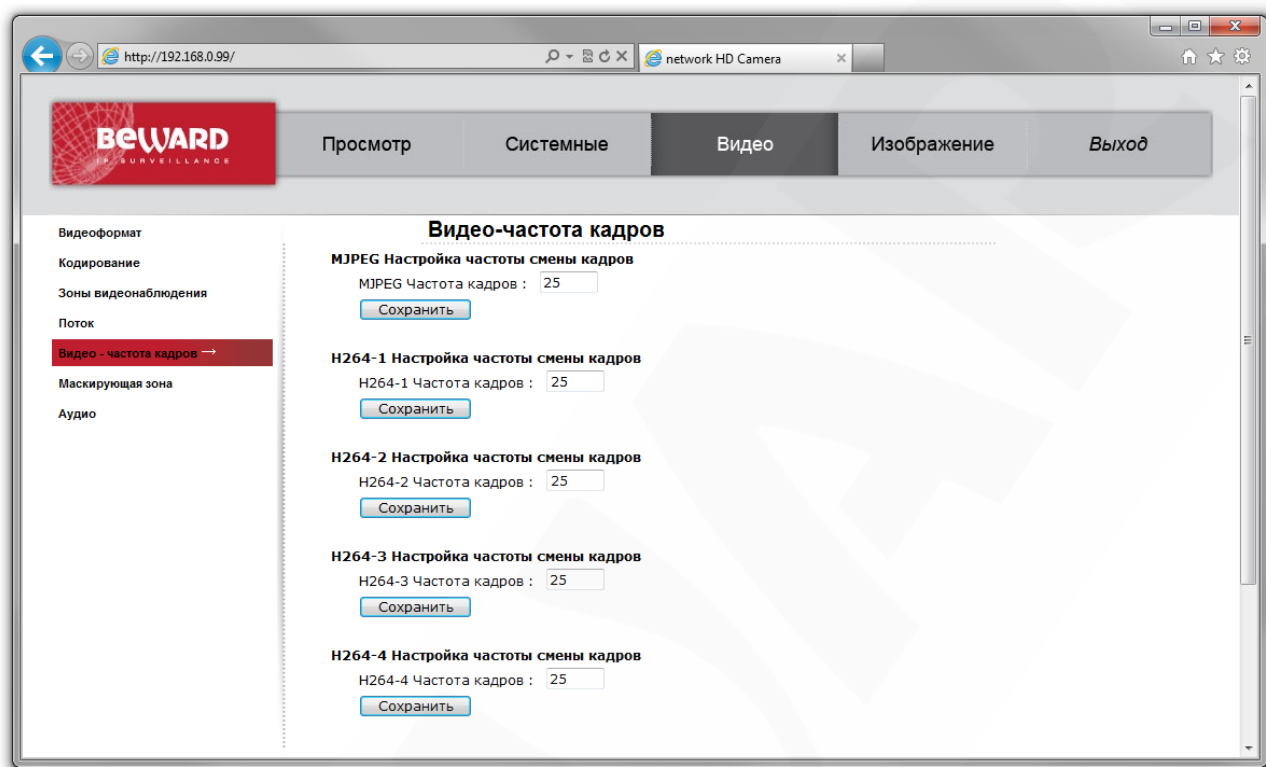 http://192.168.0.99/
network HD Camera
BEWARD
IP SURVEILLANCE
Просмотр
Системные
Видео
Изображение
Выход
Видеоформат
Кодирование
Зоны видеонаблюдения
Поток
Видео - частота кадров →
Маскирующая зона
Аудио
Видео-частота кадров
MJPEG Настройка частоты смены кадров
MJPEG Частота кадров : 25
Сохранить
H264-1 Настройка частоты смены кадров
H264-1 Частота кадров : 25
Сохранить
H264-2 Настройка частоты смены кадров
H264-2 Частота кадров : 25
Сохранить
H264-3 Настройка частоты смены кадров
H264-3 Частота кадров : 25
Сохранить
H264-4 Настройка частоты смены кадров
H264-4 Частота кадров : 25
Сохранить